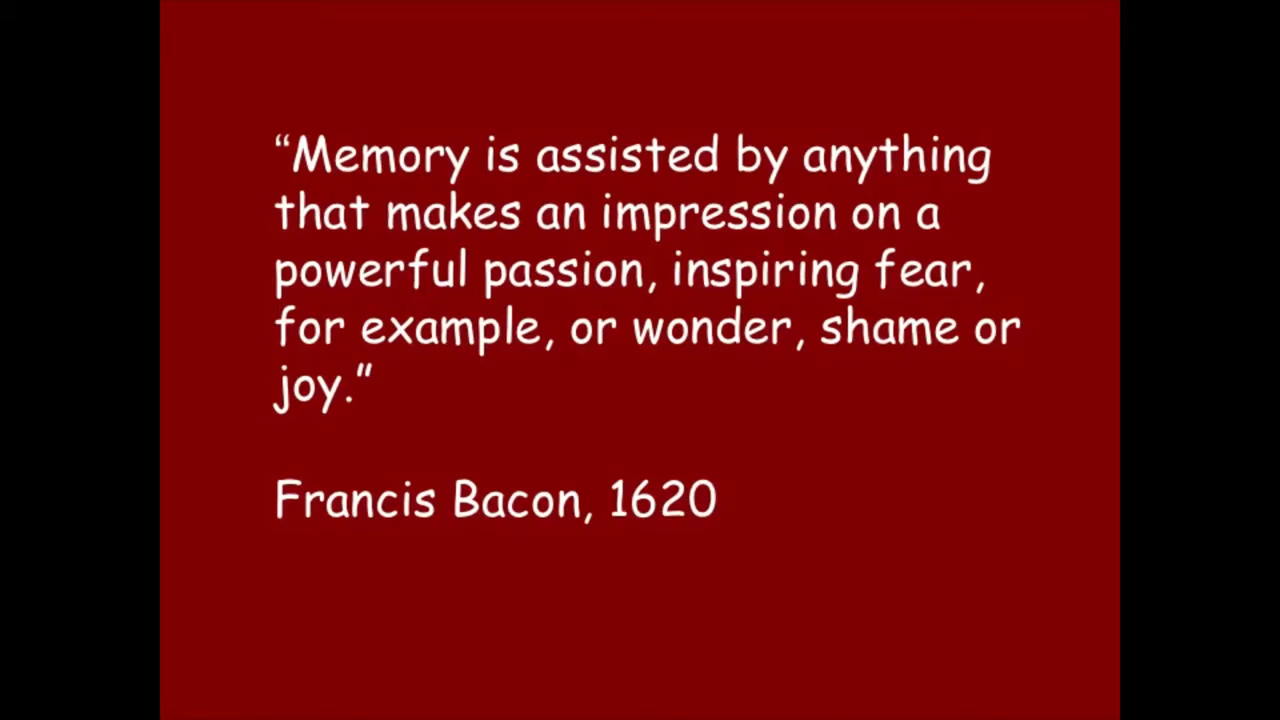 “Memory is assisted by anything
that makes an impression on a
powerful passion, inspiring fear,
for example, or wonder, shame or
joy.”
Francis Bacon, 1620